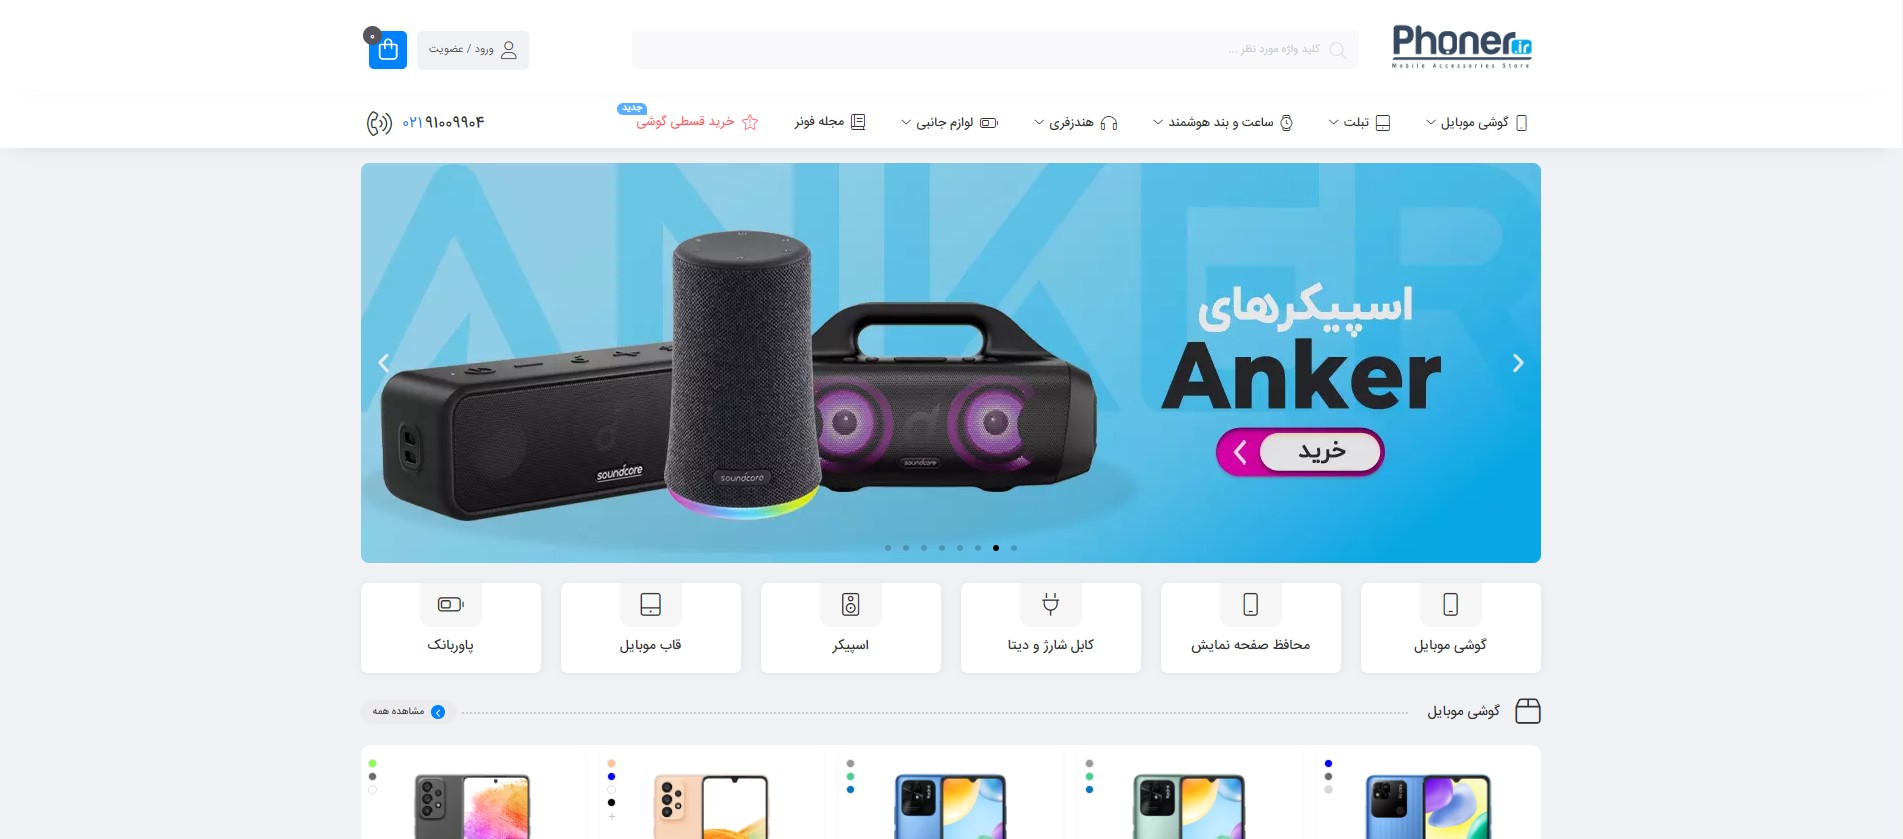 Phoner.ir
Mobile Accessories Store
کلید واژه مورد نظر ...
ورود / عضویت
۰
گوشی موبایل
تبلت
ساعت و بند هوشمند
هندزفری
لوازم جانبی
مجله فونر
خرید قسطی گوشی
جدید
۰۲۱۹۱۰۰۹۹۰۴
ANKER
اسپیکرهای
Anker
خرید
soundcore
soundcore
soundcore
گوشی موبایل
محافظ صفحه نمایش
کابل شارژ و دیتا
اسپیکر
قاب موبایل
پاوربانک
گوشی موبایل
مشاهده همه